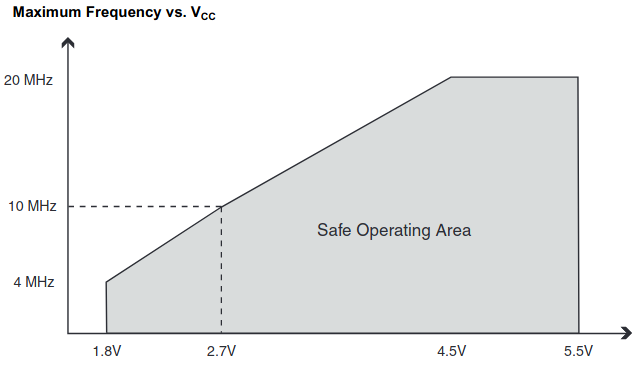 Maximum Frequency vs. VCC
20 MHz
10 MHz
Safe Operating Area
4 MHz
1.8V 2.7V 4.5V 5.5V